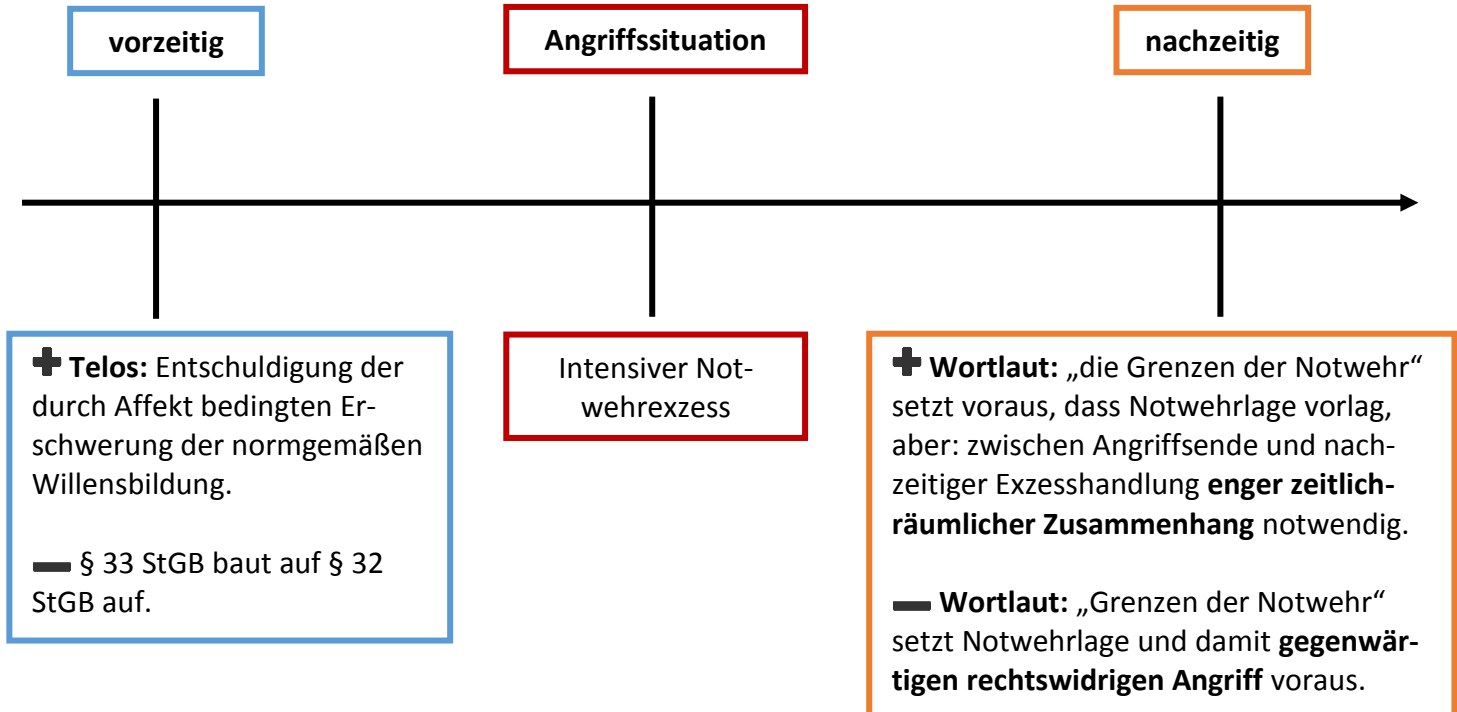 vorzeitig
Angriffssituation
nachzeitig
Telos: Entschuldigung der
durch Affekt bedingten Er-
schwerung der normgemäßen
Willensbildung.
§ 33 StGB baut auf § 32
StGB auf.
Intensiver Not-
wehrexzess
Wortlaut: „die Grenzen der Notwehr“
setzt voraus, dass Notwehrlage vorlag,
aber: zwischen Angriffsende und nach-
zeitiger Exzesshandlung enger zeitlich-
räumlicher Zusammenhang notwendig.
Wortlaut: „Grenzen der Notwehr“
setzt Notwehrlage und damit gegenwär-
tigen rechtswidrigen Angriff voraus.